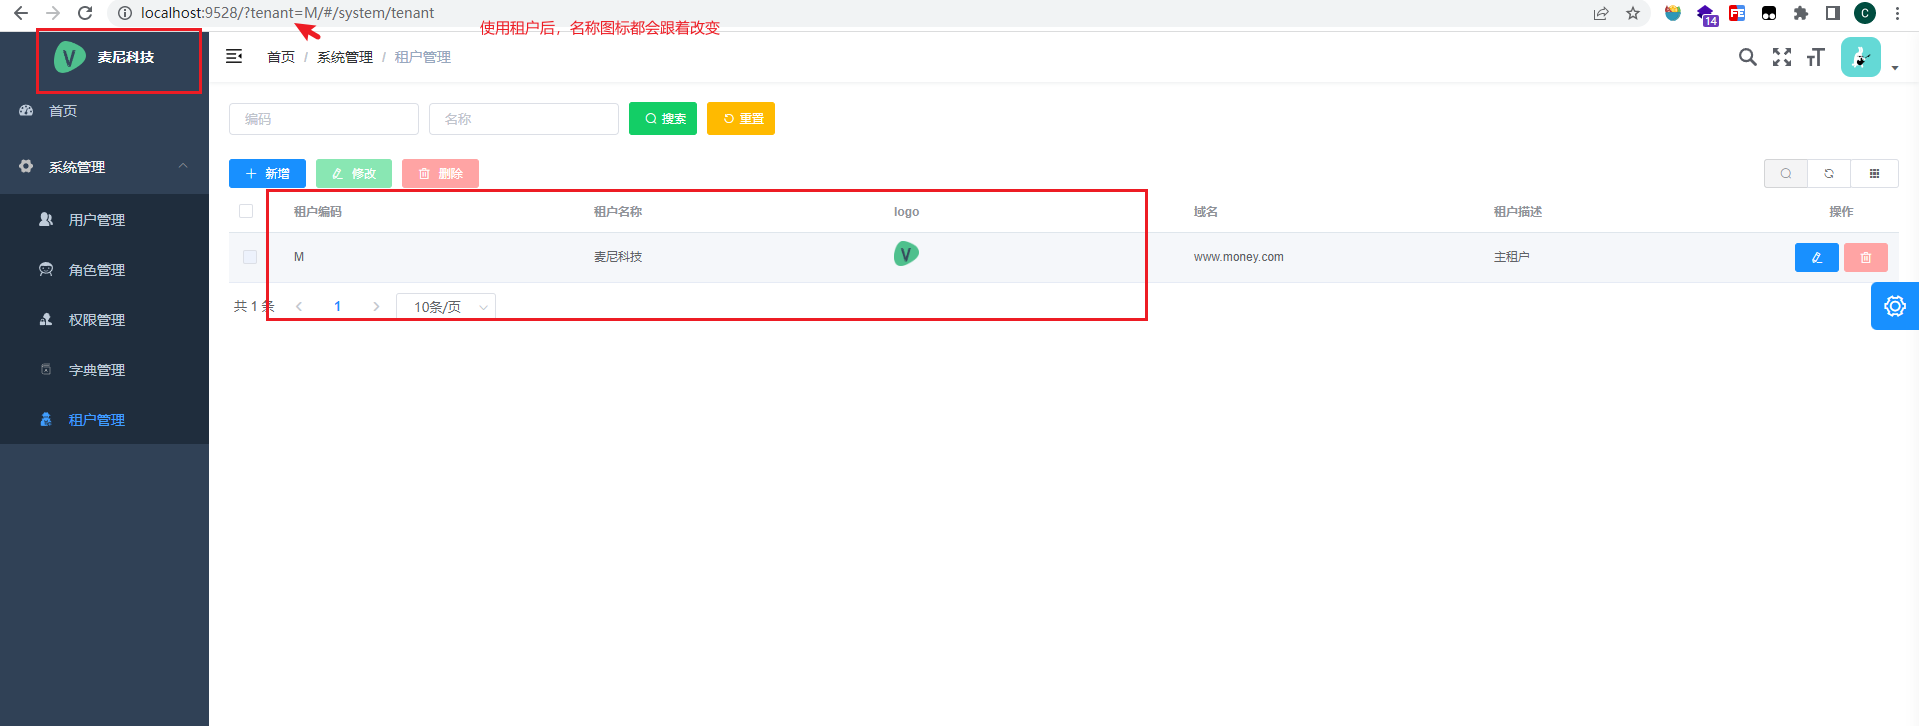 localhost:9528/?tenant=M/#/system/tenant
14
FE
C
使用租户后，名称图标都会跟着改变
V 麦尼科技
首页 / 系统管理 / 租户管理
首页
系统管理
用户管理
角色管理
权限管理
字典管理
租户管理
编码 名称 搜索 重置
新增 修改 删除
租户编码 租户名称 logo 域名 租户描述 操作
M 麦尼科技 V www.money.com 主租户
共 1 条 1 10条/页